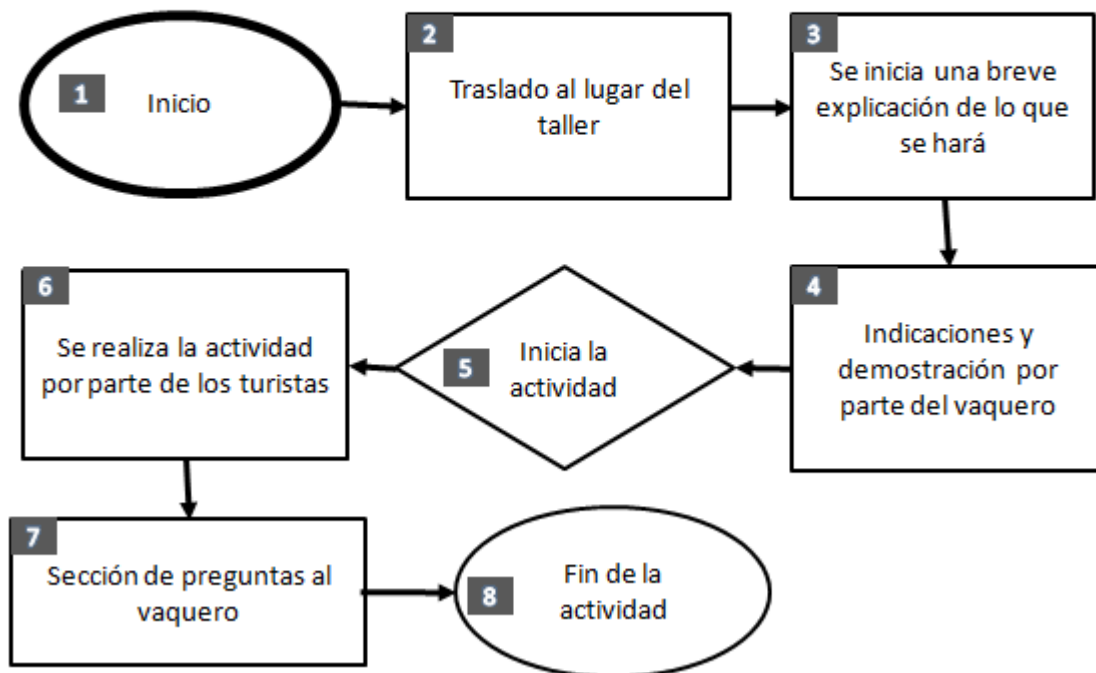 1
Inicio
2
Traslado al lugar del
taller
3
Se inicia una breve
explicación de lo que
se hará
4
Indicaciones y
demostración por
parte del vaquero
5
Inicia la
actividad
6
Se realiza la actividad
por parte de los turistas
7
Sección de preguntas al
vaquero
8
Fin de la
actividad